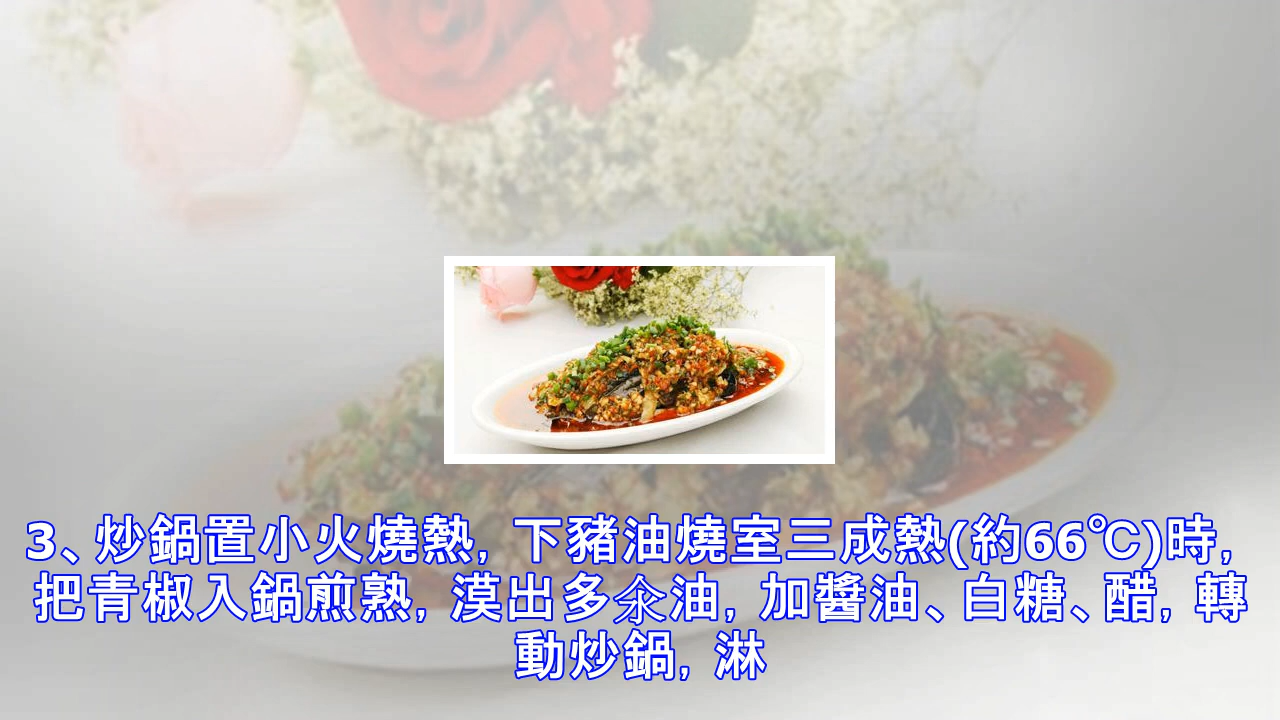 3、炒鍋置小火燒熱, 下豬油燒室三成熱(約66℃)時,
把青椒入鍋煎熟, 漠出多氽油, 加醬油、白糖、醋, 轉
動炒鍋, 淋